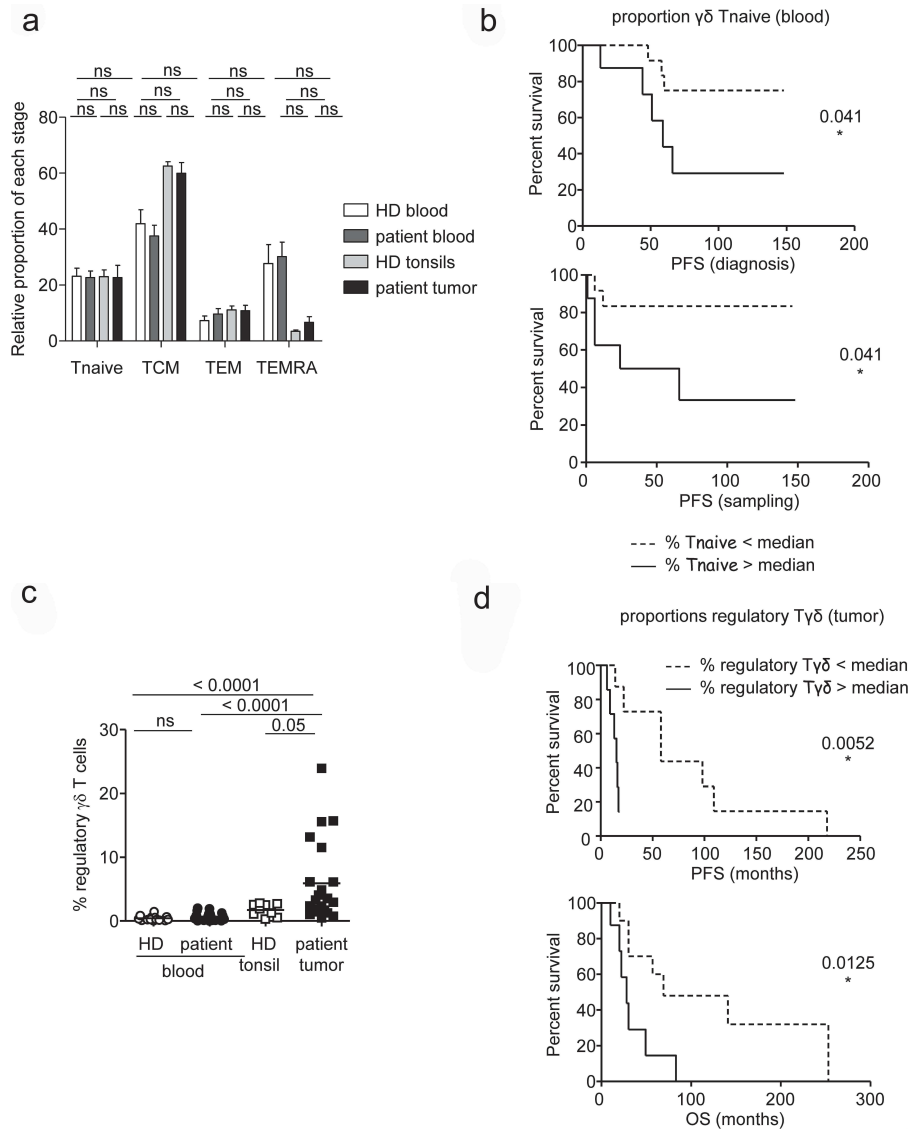 a
ns ns ns ns
ns ns ns ns
ns ns ns ns ns ns ns ns
Relative proportion of each stage
80
60
40
20
0
Tnaive TCM TEM TEMRA
HD blood
patient blood
HD tonsils
patient tumor
b
proportion γδ Tnaive (blood)
Percent survival
100
80
60
40
20
0
0 50 100 150 200
PFS (diagnosis)
0.041
*
Percent survival
100
80
60
40
20
0
0 50 100 150 200
PFS (sampling)
0.041
*
% Tnaive < median
% Tnaive > median
c
< 0.0001
< 0.0001
ns 0.05
% regulatory γδ T cells
30
20
10
0
HD patient HD patient
blood tonsil tumor
d
proportions regulatory Tγδ (tumor)
% regulatory Tγδ < median
% regulatory Tγδ > median
Percent survival
100
80
60
40
20
0
0 50 100 150 200 250
PFS (months)
0.0052
*
Percent survival
100
80
60
40
20
0
0 100 200 300
OS (months)
0.0125
*